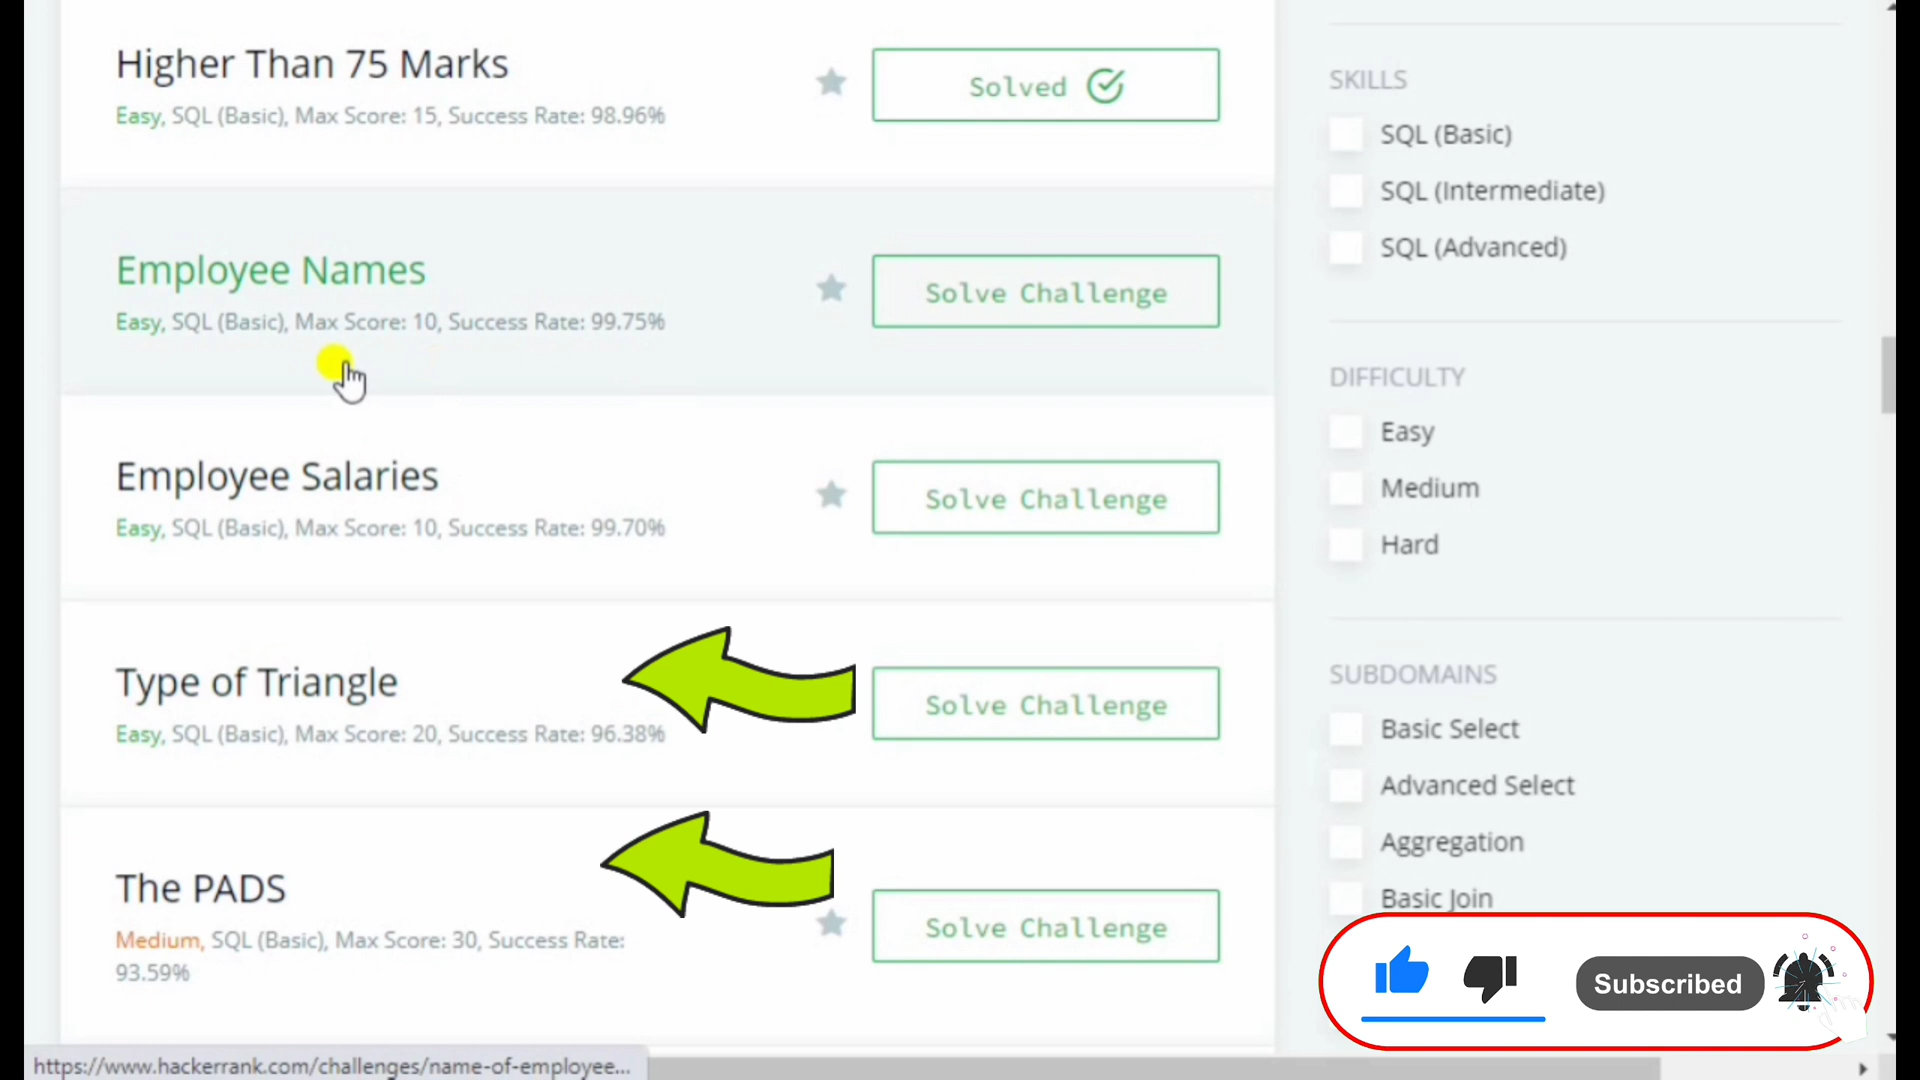 Higher Than 75 Marks
Easy, SQL (Basic), Max Score: 15, Success Rate: 98.96%
Solved
Employee Names
Easy, SQL (Basic), Max Score: 10, Success Rate: 99.75%
Solve Challenge
Employee Salaries
Easy, SQL (Basic), Max Score: 10, Success Rate: 99.70%
Solve Challenge
Type of Triangle
Easy, SQL (Basic), Max Score: 20, Success Rate: 96.38%
Solve Challenge
The PADS
Medium, SQL (Basic), Max Score: 30, Success Rate:
93.59%
Solve Challenge
SKILLS
SQL (Basic)
SQL (Intermediate)
SQL (Advanced)
DIFFICULTY
Easy
Medium
Hard
SUBDOMAINS
Basic Select
Advanced Select
Aggregation
Basic Join
Subscribed
https://www.hackerrank.com/challenges/name-of-employee...